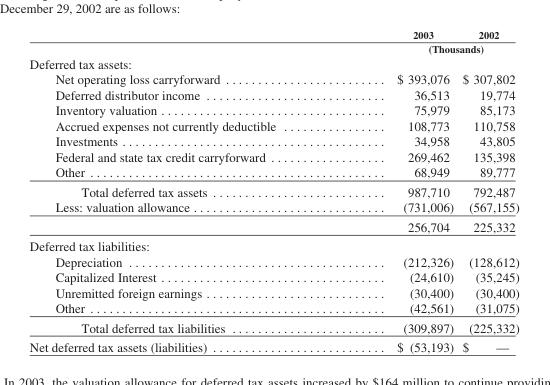 December 29, 2002 are as follows:
2003 2002
(Thousands)
Deferred tax assets:
Net operating loss carryforward . . . . . . . . . . . . . . . . . . . . . . . . $ 393,076 $ 307,802
Deferred distributor income . . . . . . . . . . . . . . . . . . . . . . . . . . . 36,513 19,774
Inventory valuation . . . . . . . . . . . . . . . . . . . . . . . . . . . . . . . . . . 75,979 85,173
Accrued expenses not currently deductible . . . . . . . . . . . . . . . 108,773 110,758
Investments . . . . . . . . . . . . . . . . . . . . . . . . . . . . . . . . . . . . . . . . 34,958 43,805
Federal and state tax credit carryforward . . . . . . . . . . . . . . . . . 269,462 135,398
Other . . . . . . . . . . . . . . . . . . . . . . . . . . . . . . . . . . . . . . . . . . . . . 68,949 89,777
Total deferred tax assets . . . . . . . . . . . . . . . . . . . . . . . . . . 987,710 792,487
Less: valuation allowance . . . . . . . . . . . . . . . . . . . . . . . . . . . . . (731,006) (567,155)
256,704 225,332
Deferred tax liabilities:
Depreciation . . . . . . . . . . . . . . . . . . . . . . . . . . . . . . . . . . . . . . . (212,326) (128,612)
Capitalized Interest . . . . . . . . . . . . . . . . . . . . . . . . . . . . . . . . . . (24,610) (35,245)
Unremitted foreign earnings . . . . . . . . . . . . . . . . . . . . . . . . . . . (30,400) (30,400)
Other . . . . . . . . . . . . . . . . . . . . . . . . . . . . . . . . . . . . . . . . . . . . . (42,561) (31,075)
Total deferred tax liabilities . . . . . . . . . . . . . . . . . . . . . . . (309,897) (225,332)
Net deferred tax assets (liabilities) . . . . . . . . . . . . . . . . . . . . . . . . . . $ (53,193) $ —
In 2003, the valuation allowance for deferred tax assets increased by $164 million to continue providin